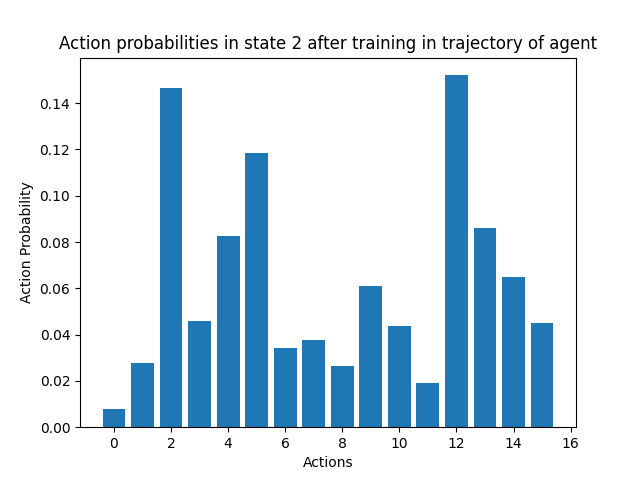 Action probabilities in state 2 after training in trajectory of agent
0.14
0.12
0.10
0.08
0.06
0.04
0.02
0.00
Action Probability
0 2 4 6 8 10 12 14 16
Actions